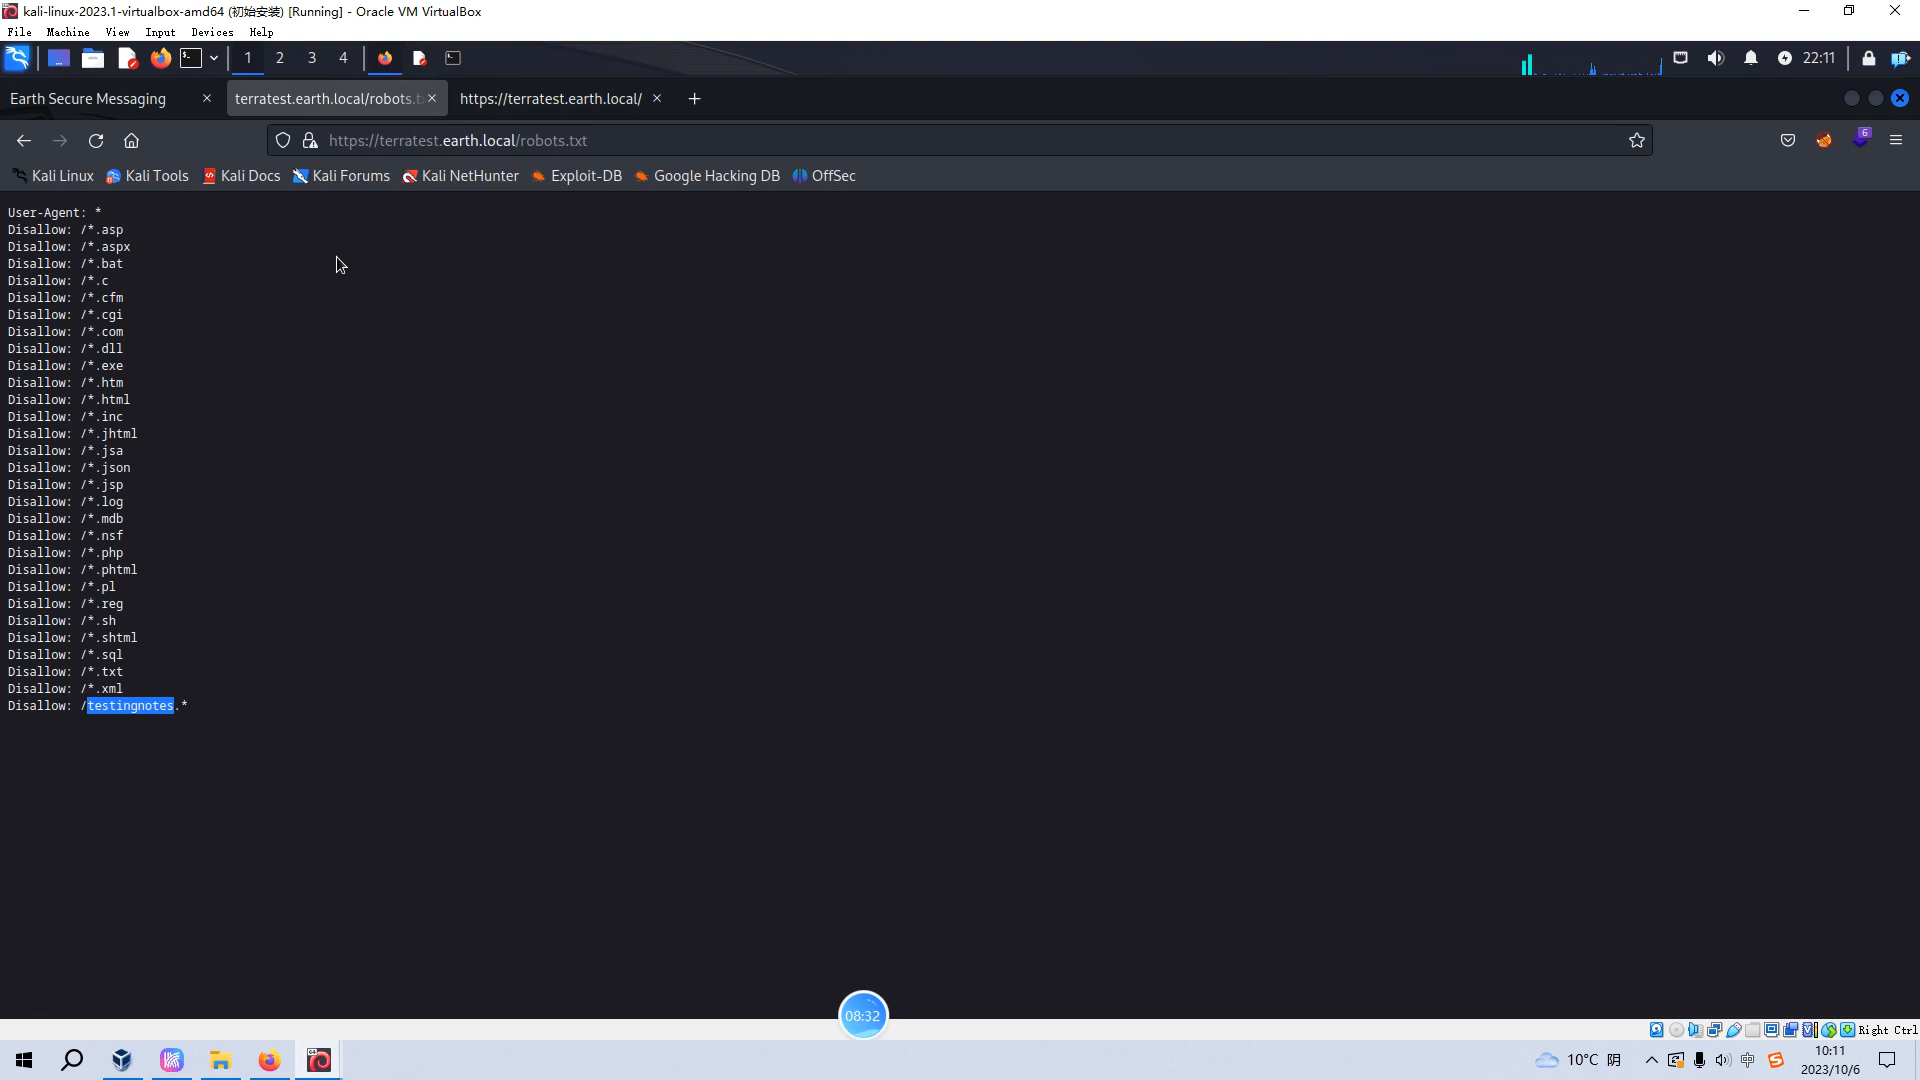 kali-linux-2023.1-virtualbox-amd64 (初始安装) [Running] - Oracle VM VirtualBox
File Machine View Input Devices Help
1 2 3 4 22:11
Earth Secure Messaging
terratest.earth.local/robots.t
https://terratest.earth.local/
https://terratest.earth.local/robots.txt
6
Kali Linux Kali Tools Kali Docs Kali Forums Kali NetHunter Exploit-DB Google Hacking DB OffSec
User-Agent: *
Disallow: /*.asp
Disallow: /*.aspx
Disallow: /*.bat
Disallow: /*.c
Disallow: /*.cfm
Disallow: /*.cgi
Disallow: /*.com
Disallow: /*.dll
Disallow: /*.exe
Disallow: /*.htm
Disallow: /*.html
Disallow: /*.inc
Disallow: /*.jhtml
Disallow: /*.jsa
Disallow: /*.json
Disallow: /*.jsp
Disallow: /*.log
Disallow: /*.mdb
Disallow: /*.nsf
Disallow: /*.php
Disallow: /*.phtml
Disallow: /*.pl
Disallow: /*.reg
Disallow: /*.sh
Disallow: /*.shtml
Disallow: /*.sql
Disallow: /*.txt
Disallow: /*.xml
Disallow: /testingnotes.*
08:32
Right Ctrl
10°C 阴
中
10:11
2023/10/6